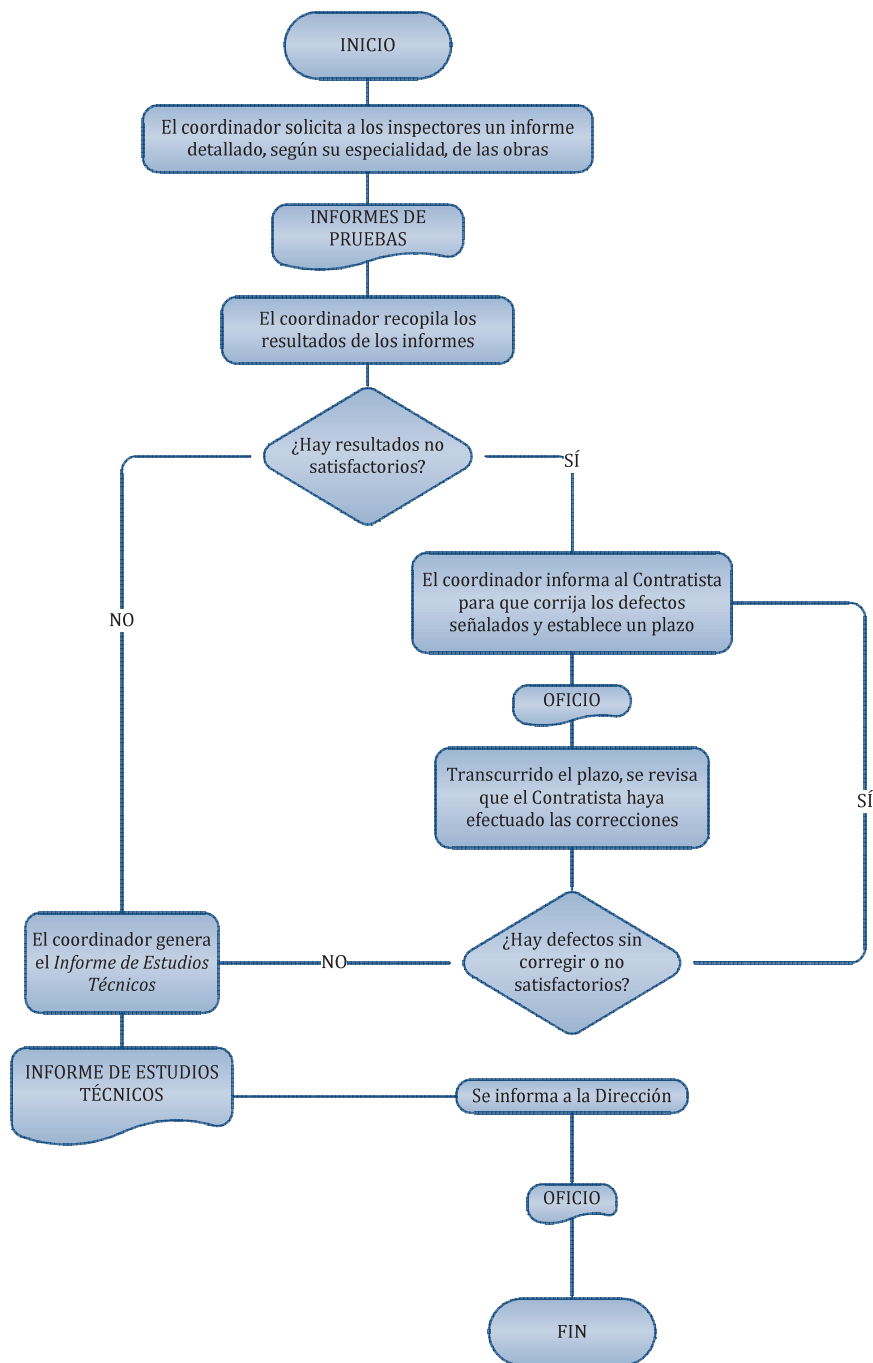 INICIO
El coordinador solicita a los inspectores un informe
detallado, según su especialidad, de las obras
INFORMES DE
PRUEBAS
El coordinador recopila los
resultados de los informes
¿Hay resultados no
satisfactorios?
SÍ
El coordinador informa al Contratista
para que corrija los defectos
señalados y establece un plazo
NO
OFICIO
Transcurrido el plazo, se revisa
que el Contratista haya
efectuado las correcciones
SÍ
¿Hay defectos sin
corregir o no
satisfactorios?
NO
El coordinador genera
el Informe de Estudios
Técnicos
INFORME DE ESTUDIOS
TÉCNICOS
Se informa a la Dirección
OFICIO
FIN